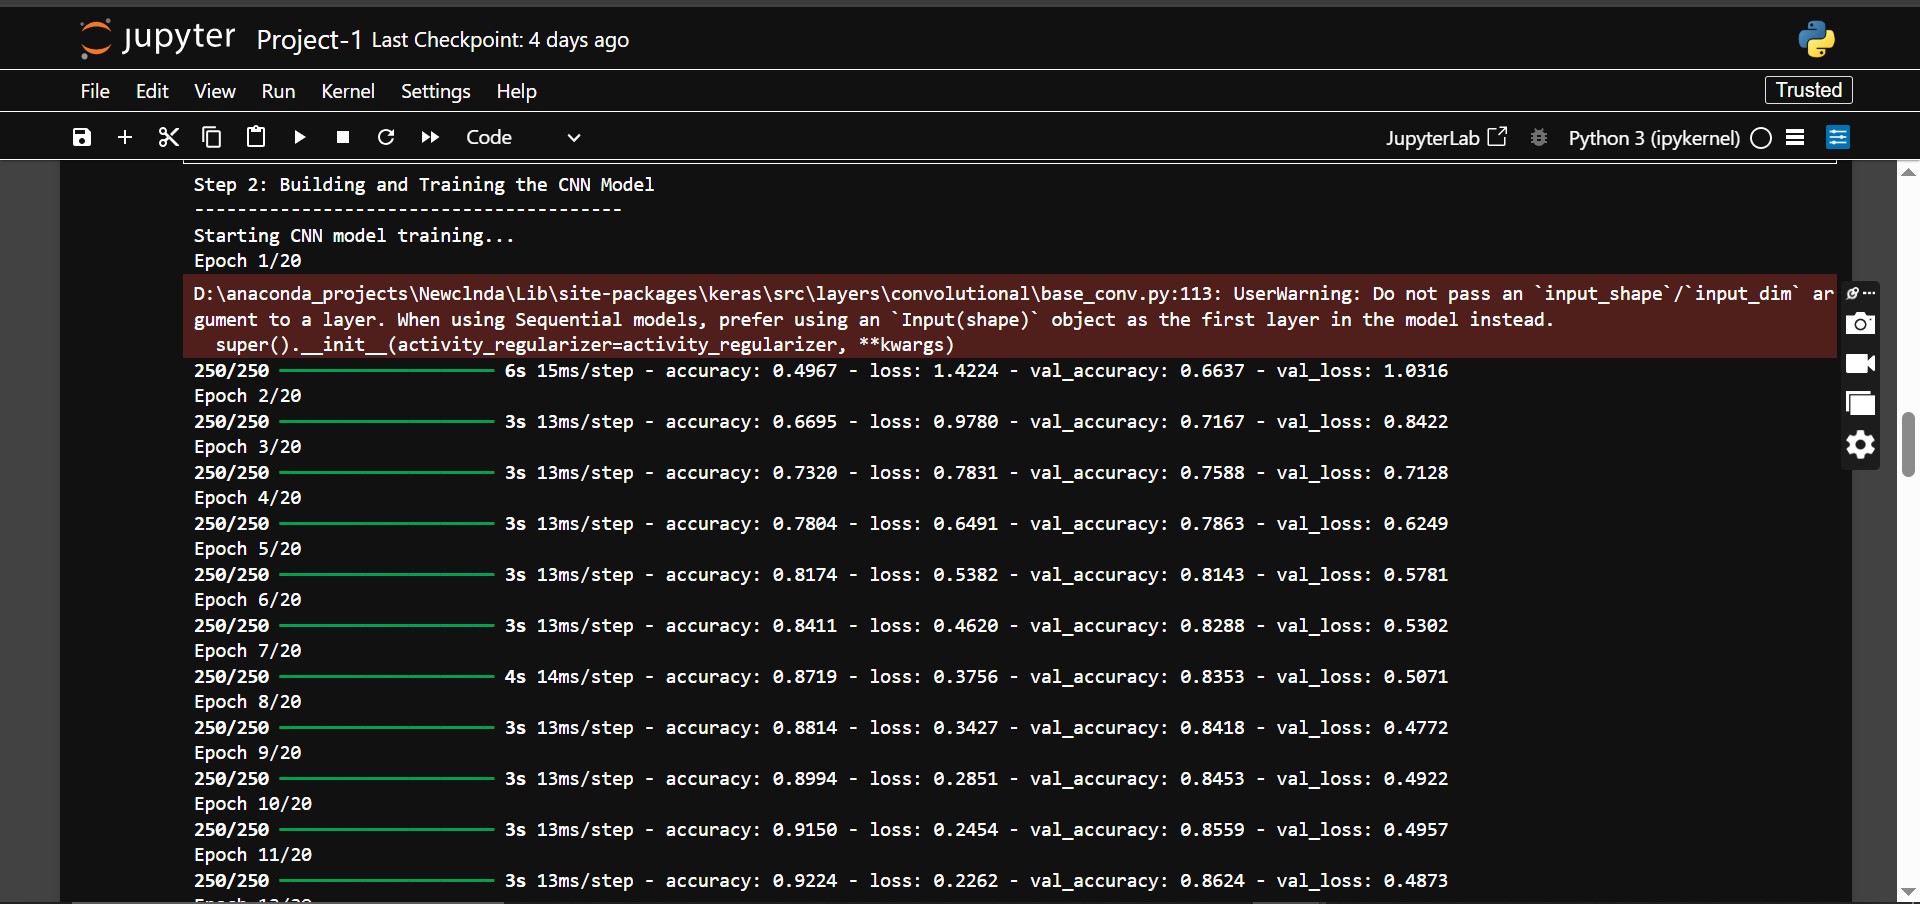 jupyter Project-1 Last Checkpoint: 4 days ago
File Edit View Run Kernel Settings Help
Trusted
Code
JupyterLab Python 3 (ipykernel)
Step 2: Building and Training the CNN Model
----------------------------------------
Starting CNN model training...
Epoch 1/20
D:\anaconda_projects\Newclnda\Lib\site-packages\keras\src\layers\convolutional\base_conv.py:113: UserWarning: Do not pass an `input_shape`/`input_dim` ar
gument to a layer. When using Sequential models, prefer using an `Input(shape)` object as the first layer in the model instead.
super().__init__(activity_regularizer=activity_regularizer, **kwargs)
250/250 6s 15ms/step - accuracy: 0.4967 - loss: 1.4224 - val_accuracy: 0.6637 - val_loss: 1.0316
Epoch 2/20
250/250 3s 13ms/step - accuracy: 0.6695 - loss: 0.9780 - val_accuracy: 0.7167 - val_loss: 0.8422
Epoch 3/20
250/250 3s 13ms/step - accuracy: 0.7320 - loss: 0.7831 - val_accuracy: 0.7588 - val_loss: 0.7128
Epoch 4/20
250/250 3s 13ms/step - accuracy: 0.7804 - loss: 0.6491 - val_accuracy: 0.7863 - val_loss: 0.6249
Epoch 5/20
250/250 3s 13ms/step - accuracy: 0.8174 - loss: 0.5382 - val_accuracy: 0.8143 - val_loss: 0.5781
Epoch 6/20
250/250 3s 13ms/step - accuracy: 0.8411 - loss: 0.4620 - val_accuracy: 0.8288 - val_loss: 0.5302
Epoch 7/20
250/250 4s 14ms/step - accuracy: 0.8719 - loss: 0.3756 - val_accuracy: 0.8353 - val_loss: 0.5071
Epoch 8/20
250/250 3s 13ms/step - accuracy: 0.8814 - loss: 0.3427 - val_accuracy: 0.8418 - val_loss: 0.4772
Epoch 9/20
250/250 3s 13ms/step - accuracy: 0.8994 - loss: 0.2851 - val_accuracy: 0.8453 - val_loss: 0.4922
Epoch 10/20
250/250 3s 13ms/step - accuracy: 0.9150 - loss: 0.2454 - val_accuracy: 0.8559 - val_loss: 0.4957
Epoch 11/20
250/250 3s 13ms/step - accuracy: 0.9224 - loss: 0.2262 - val_accuracy: 0.8624 - val_loss: 0.4873